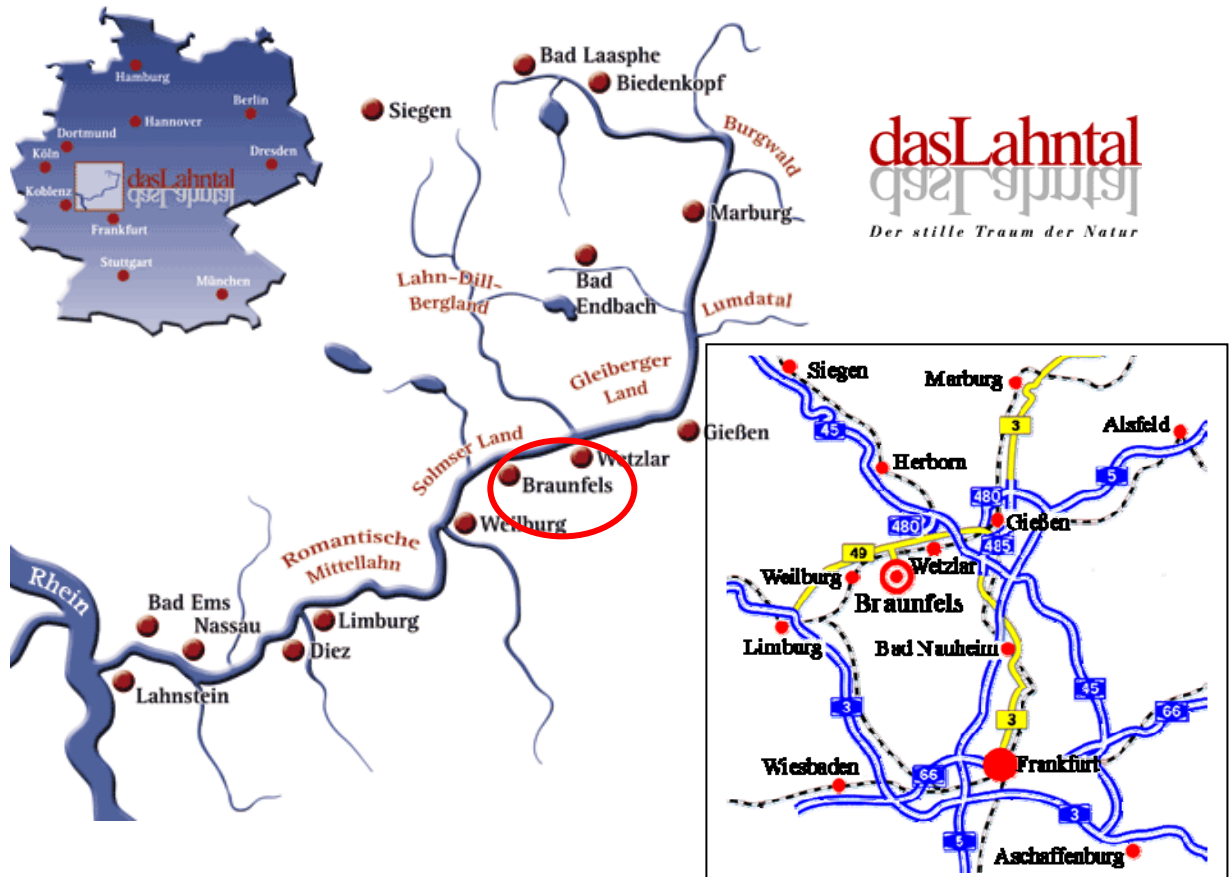 Hamburg
Berlin
Hannover
Dortmund
Köln
Dresden
dasLahntal
dasLahntal
Koblenz
Frankfurt
Stuttgart
München
Bad Laasphe
Biedenkopf
Siegen
Burgwald
Marburg
Lahn-Dill-
Bergland
Bad
Endbach
Lumdatal
Gleiberger
Land
Gießen
Solmser Land
Wetzlar
Braunfels
Weilburg
Romantische
Mittellahn
Rhein
Bad Ems
Nassau
Limburg
Diez
Lahnstein
dasLahntal
dasLahntal
Der stille Traum der Natur
Siegen
Marburg
3
45
Alsfeld
Herborn
5
480
480
Gießen
485
49
Wetzlar
Weilburg
Braunfels
Limburg
Bad Nauheim
45
3
66
3
Wiesbaden
66
Frankfurt
3
5
Aschaffenburg